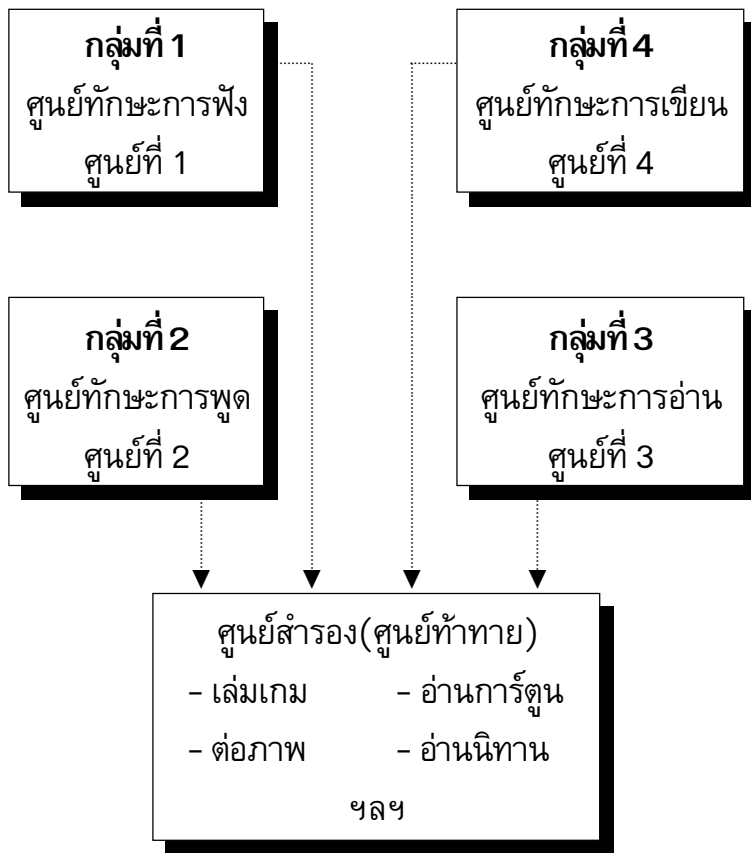 กลุ่มที่ 1
ศูนย์ทักษะการฟัง
ศูนย์ที่ 1
กลุ่มที่ 4
ศูนย์ทักษะการเขียน
ศูนย์ที่ 4
กลุ่มที่ 2
ศูนย์ทักษะการพูด
ศูนย์ที่ 2
กลุ่มที่ 3
ศูนย์ทักษะการอ่าน
ศูนย์ที่ 3
ศูนย์สำรอง(ศูนย์ท้าทาย)
- เล่มเกม - อ่านการ์ตูน
- ต่อภาพ - อ่านนิทาน
ฯลฯ